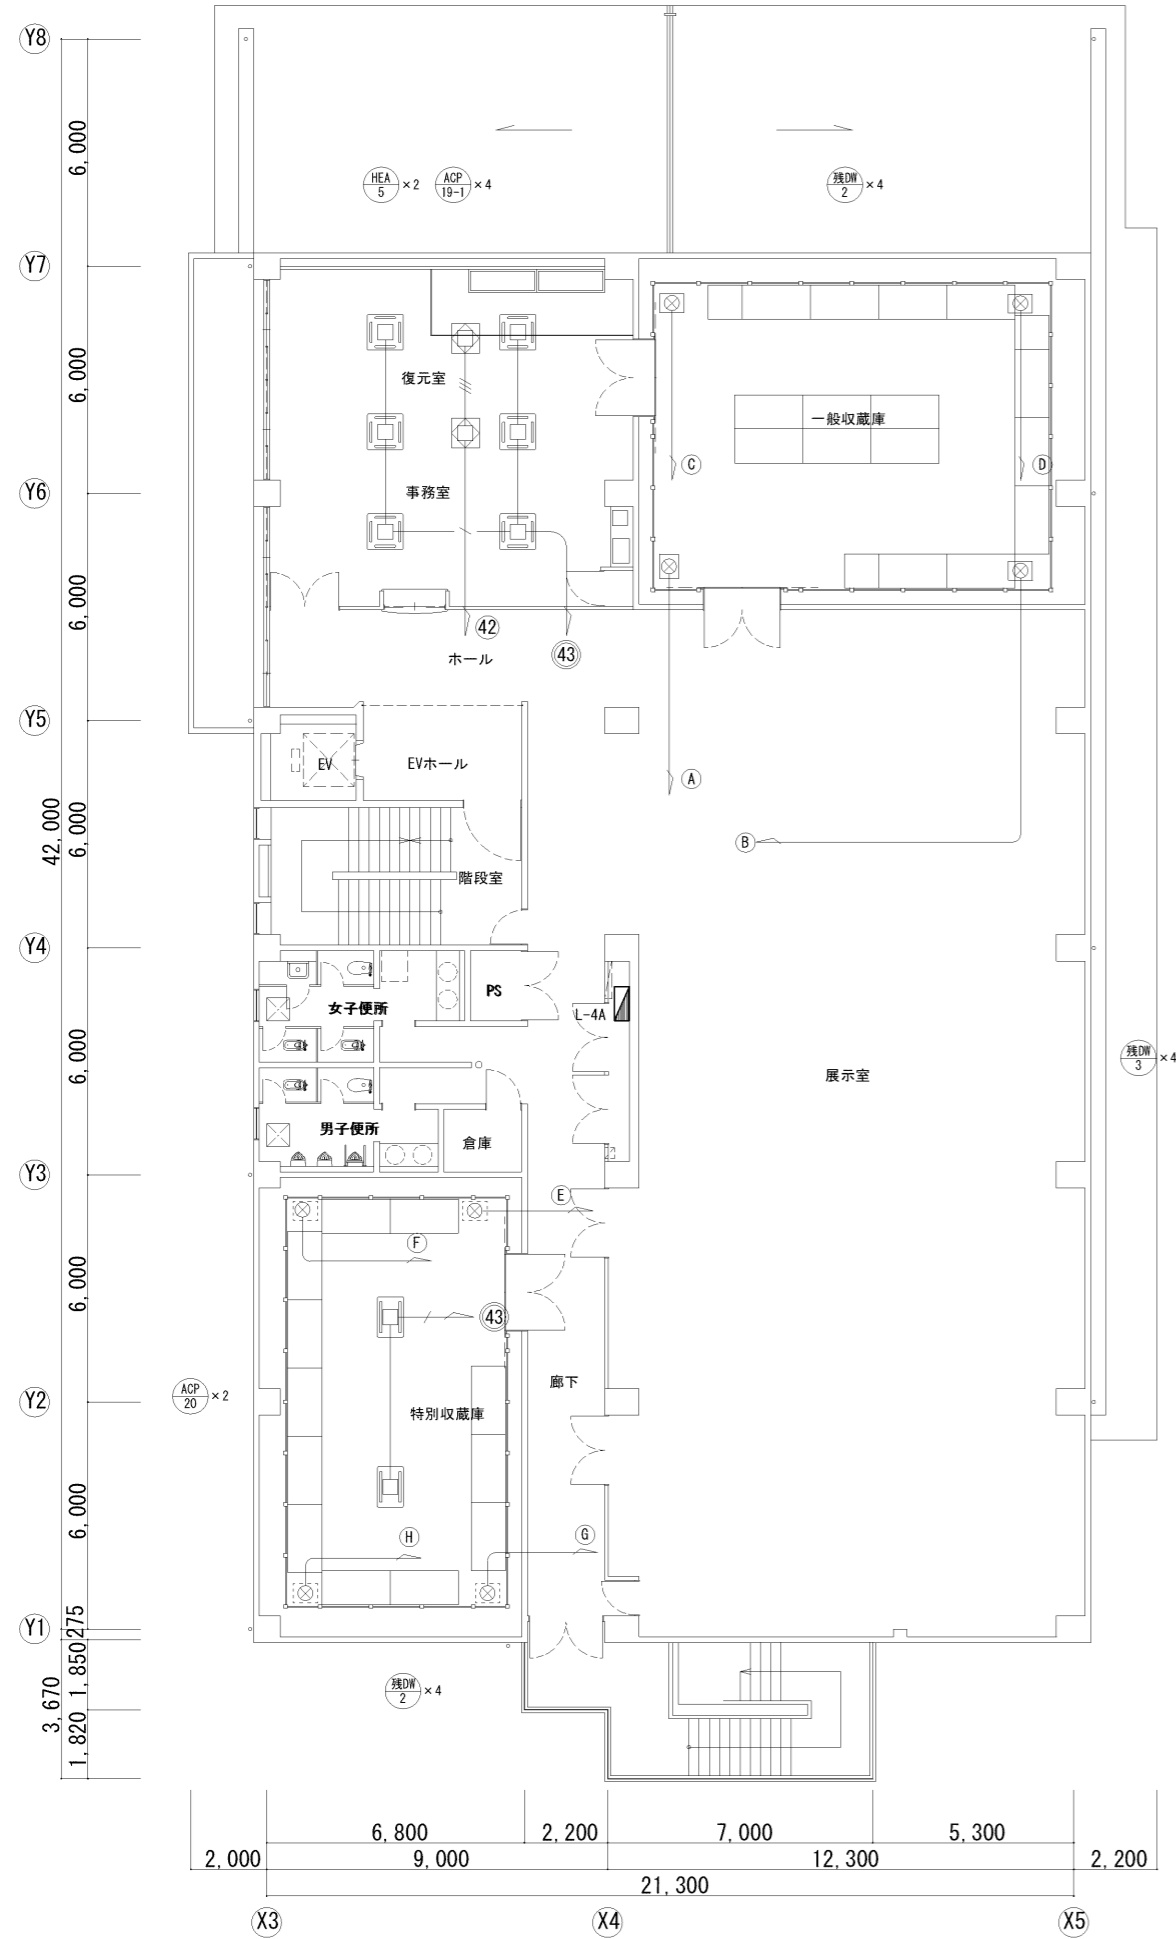 Y8
6,000
HEA
5
×2
ACP
19-1
×4
残DW
2
×4
Y7
6,000
復元室
一般収蔵庫
C
D
事務室
Y6
6,000
42
43
ホール
Y5
EV
EVホール
A
42,000
6,000
B
階段室
Y4
PS
女子便所
L-4A
6,000
残DW
3
×4
展示室
男子便所
倉庫
Y3
E
F
6,000
43
廊下
ACP
20
×2
Y2
特別収蔵庫
6,000
G
H
Y1
275
1,850
3,670
1,820
残DW
2
×4
6,800
2,200
7,000
5,300
2,000
9,000
12,300
2,200
21,300
X3
X4
X5